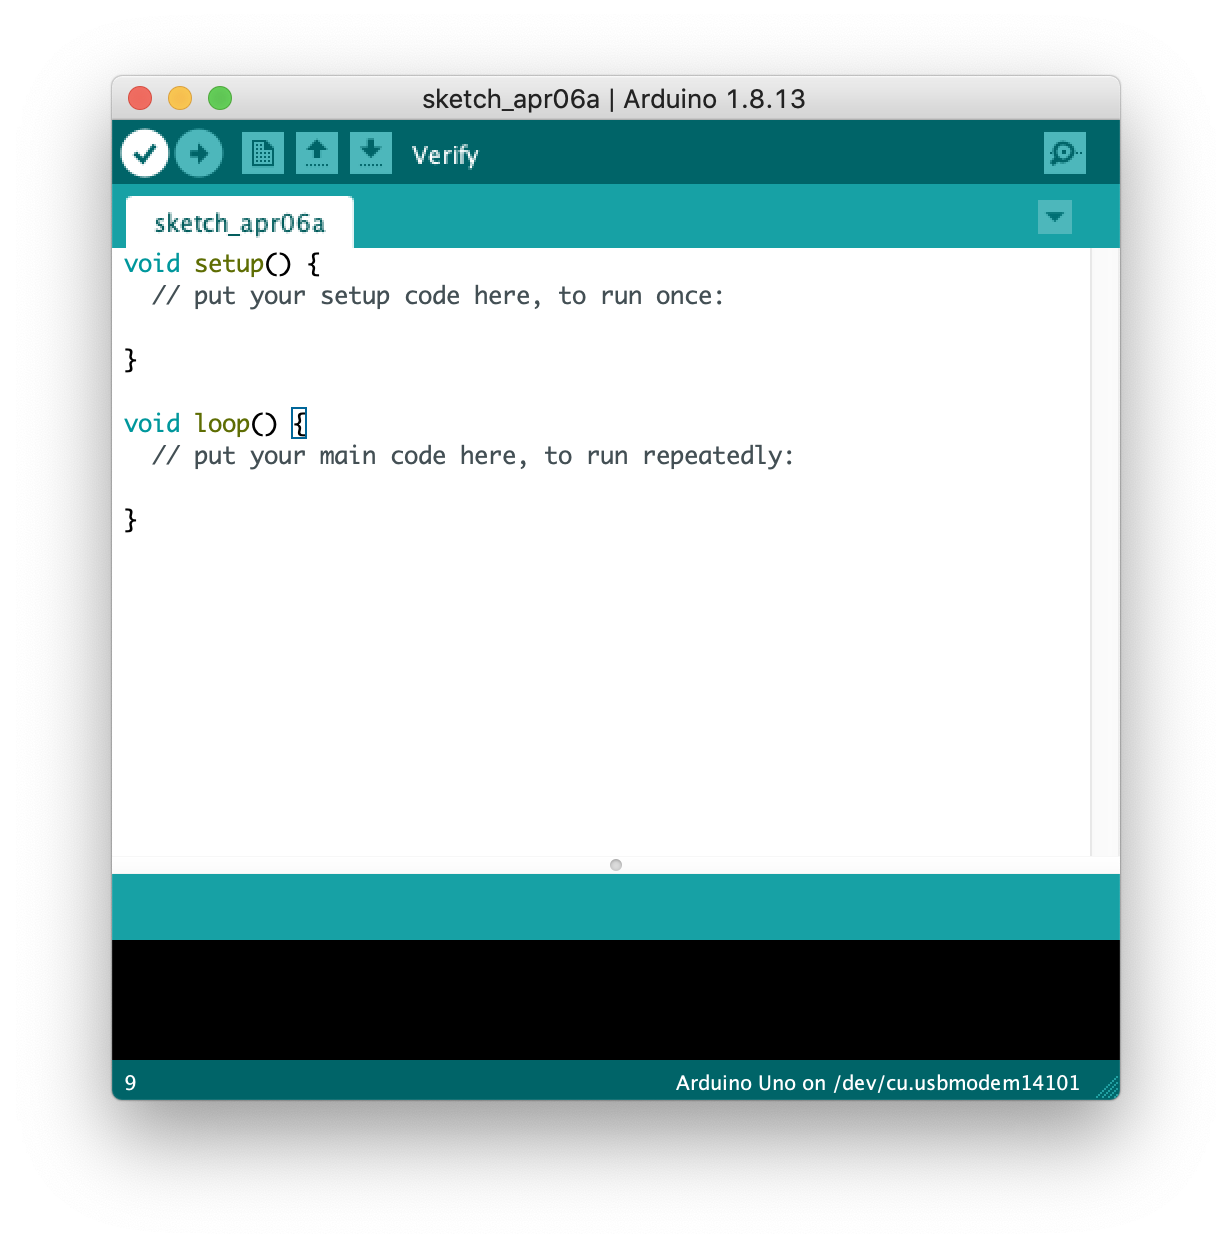 sketch_apr06a | Arduino 1.8.13
Verify
sketch_apr06a
void setup() {
  // put your setup code here, to run once:
}
void loop() {
  // put your main code here, to run repeatedly:
}
9
Arduino Uno on /dev/cu.usbmodem14101